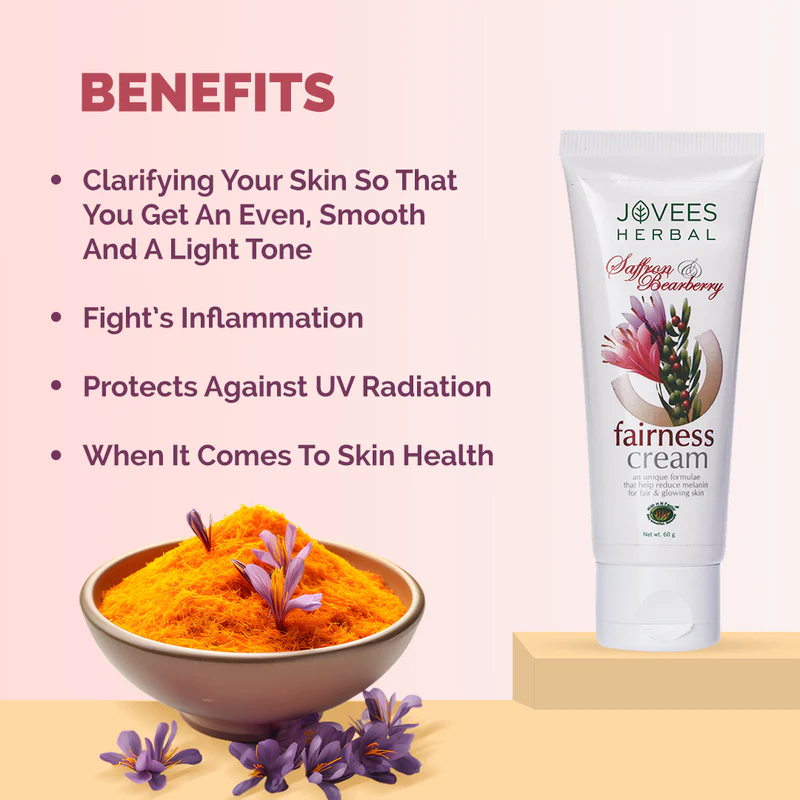 BENEFITS
• Clarifying Your Skin So That
You Get An Even, Smooth
And A Light Tone
• Fight's Inflammation
• Protects Against UV Radiation
• When It Comes To Skin Health
JOVEES
HERBAL
Saffron &
Bearberry
fairness
cream
an unique formulae
that help reduce melanin
for fair & glowing skin
Net wt. 60 g